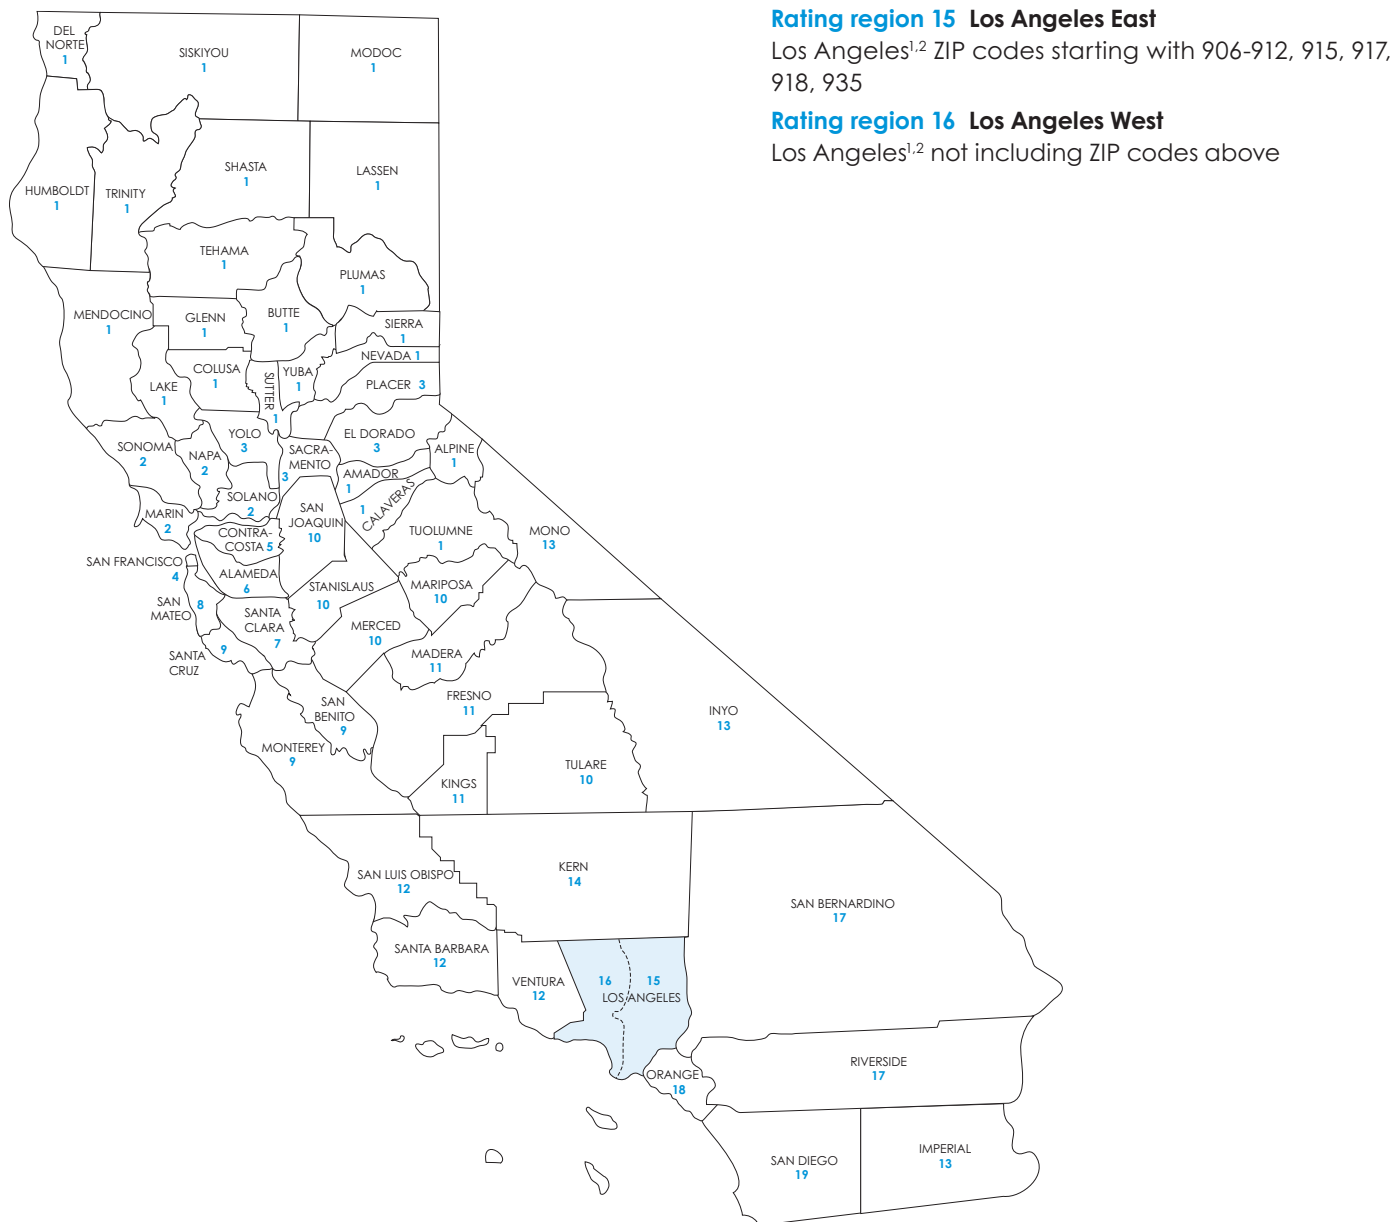 Rating region 15 Los Angeles East
Los Angeles1,2 ZIP codes starting with 906-912, 915, 917,
918, 935
Rating region 16 Los Angeles West
Los Angeles1,2 not including ZIP codes above
DEL
NORTE
1
SISKIYOU
1
MODOC
1
HUMBOLDT
1
TRINITY
1
SHASTA
1
LASSEN
1
TEHAMA
1
PLUMAS
1
MENDOCINO
1
GLENN
1
BUTTE
1
SIERRA
1
NEVADA 1
LAKE
1
COLUSA
1
SUTTER
1
YUBA
1
PLACER 3
SONOMA
2
NAPA
2
YOLO
3
SACRA-
MENTO
3
EL DORADO
3
ALPINE
1
AMADOR
1
CALAVERAS
1
SOLANO
2
MARIN
2
SAN
JOAQUIN
10
CONTRA-
COSTA 5
TUOLUMNE
1
MONO
13
SAN FRANCISCO
4
ALAMEDA
6
STANISLAUS
10
MARIPOSA
10
SAN
MATEO
8
SANTA
CLARA
7
MERCED
10
SANTA
CRUZ
9
MADERA
11
FRESNO
11
SAN
BENITO
9
INYO
13
MONTEREY
9
KINGS
11
TULARE
10
SAN LUIS OBISPO
12
KERN
14
SAN BERNARDINO
17
SANTA BARBARA
12
VENTURA
12
16
15
LOS ANGELES
ORANGE
18
RIVERSIDE
17
SAN DIEGO
19
IMPERIAL
13